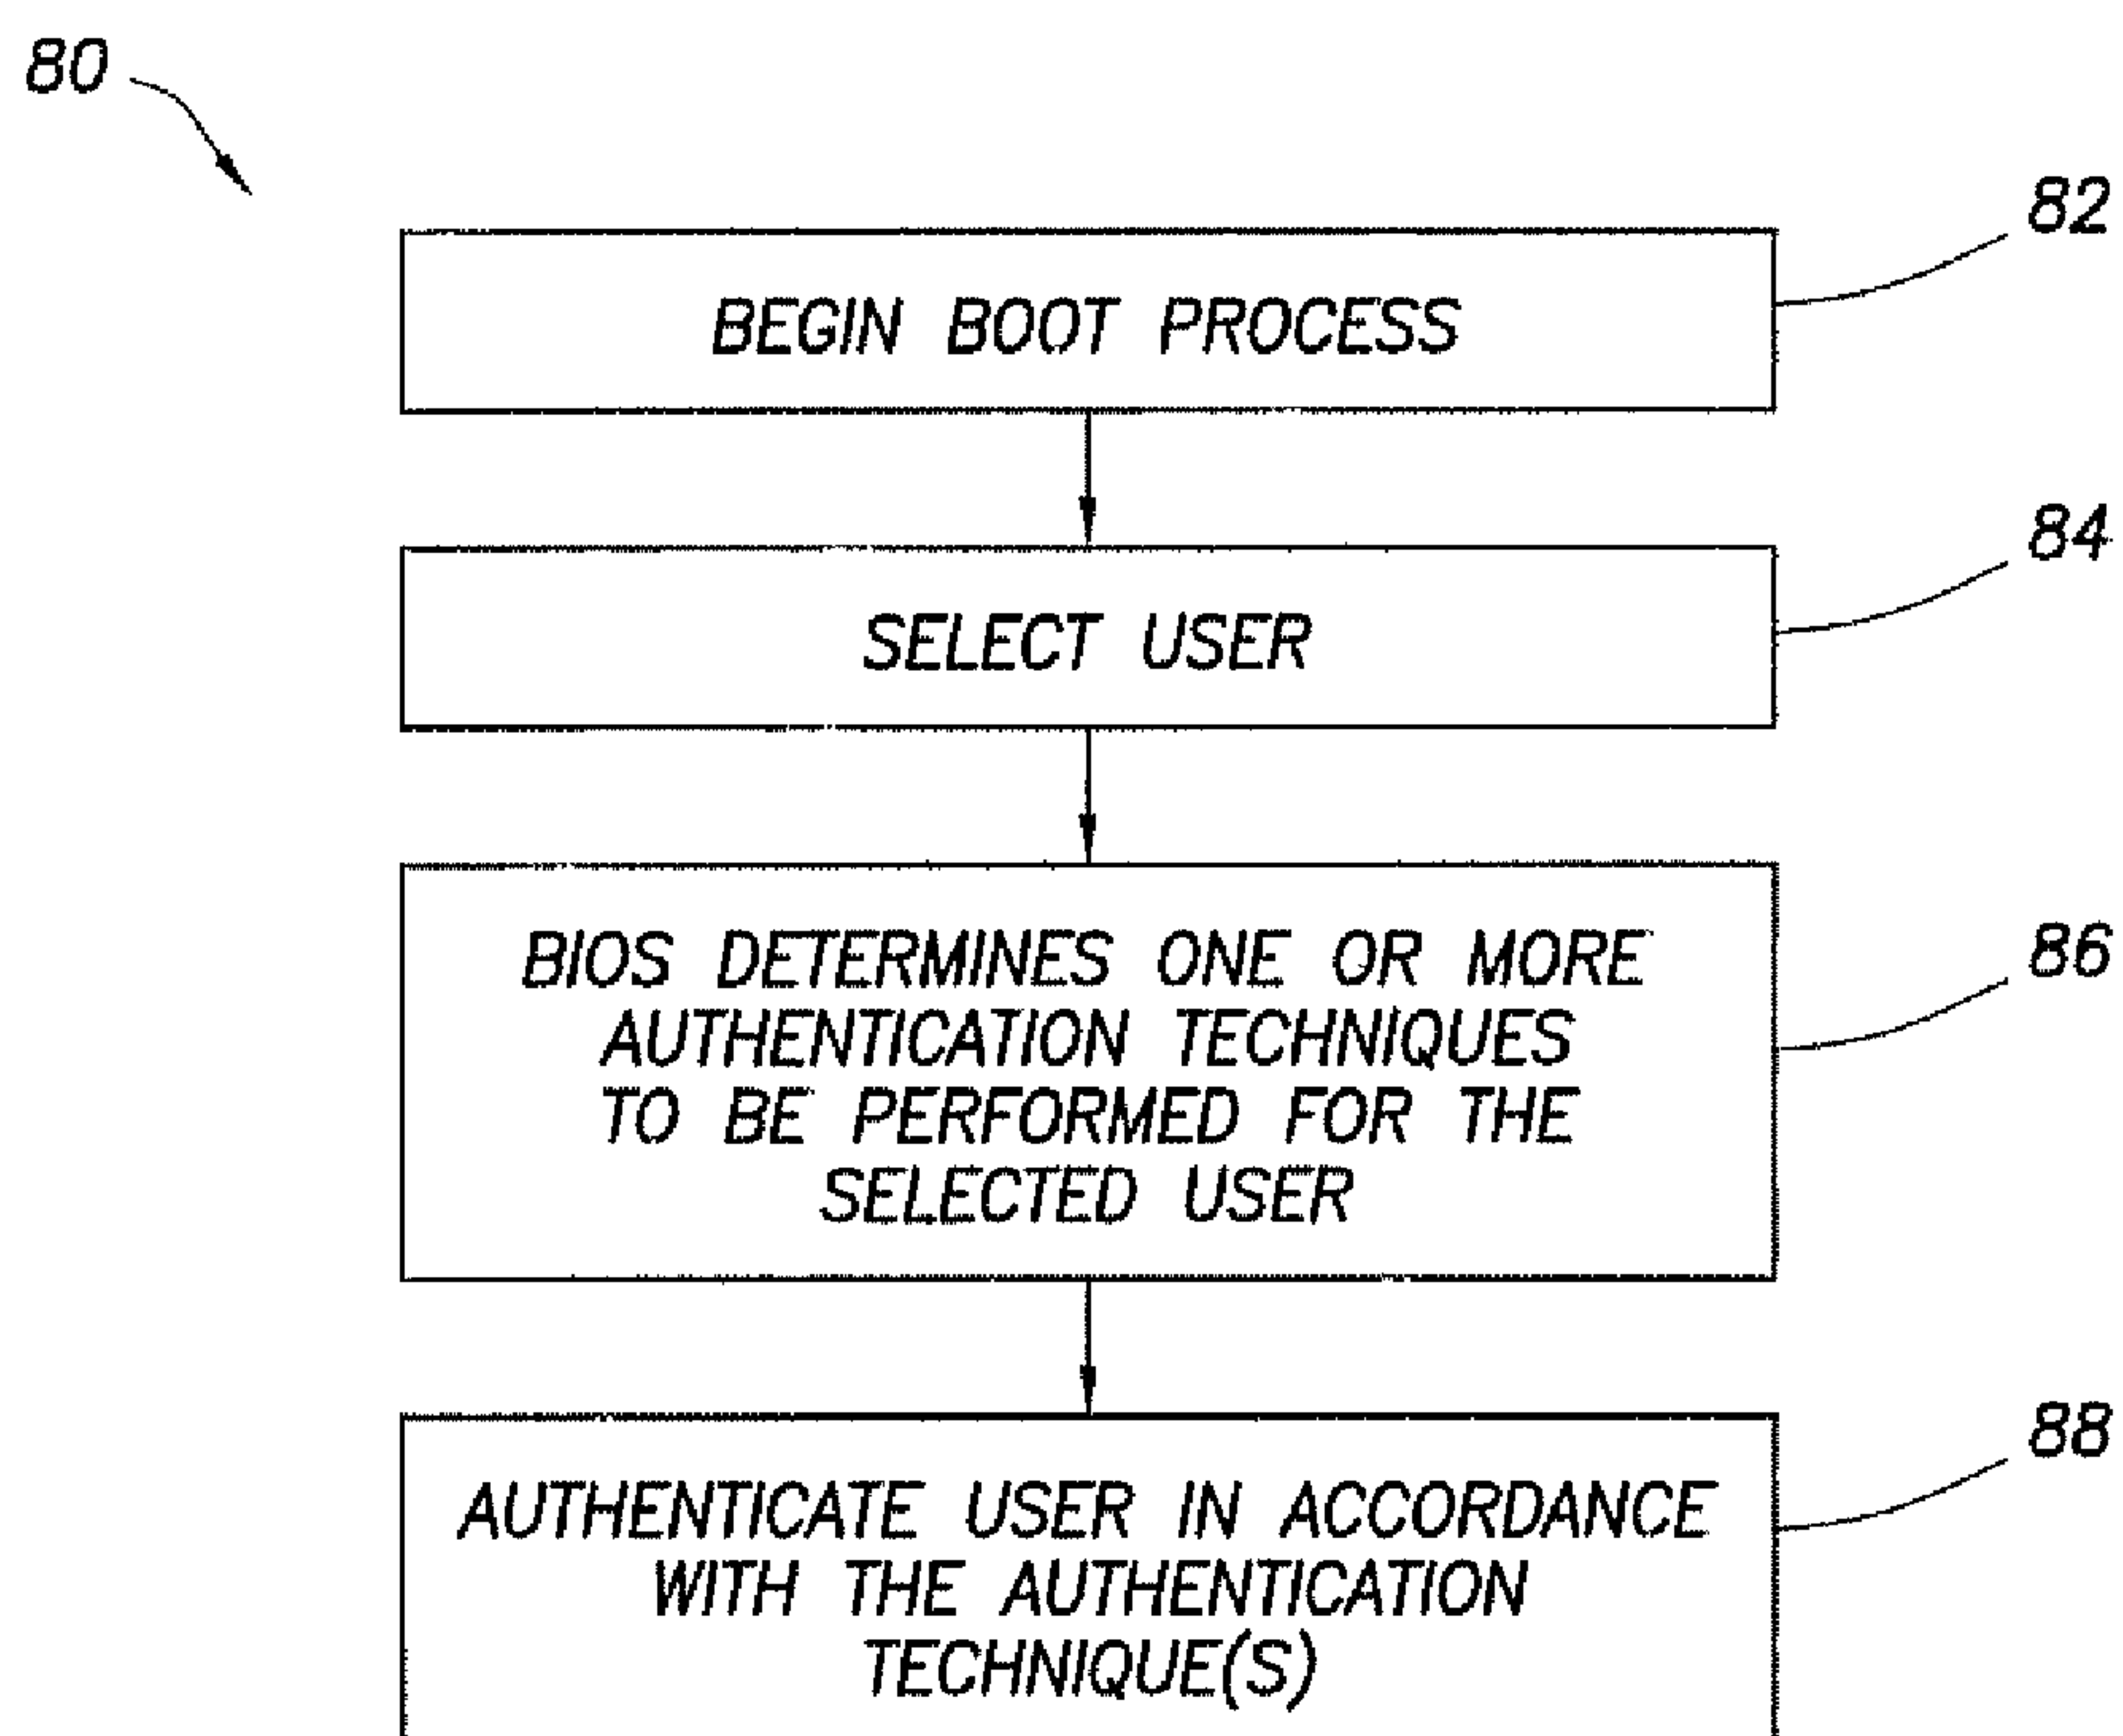 80
82
BEGIN BOOT PROCESS
84
SELECT USER
86
BIOS DETERMINES ONE OR MORE
AUTHENTICATION TECHNIQUES
TO BE PERFORMED FOR THE
SELECTED USER
88
AUTHENTICATE USER IN ACCORDANCE
WITH THE AUTHENTICATION
TECHNIQUE(S)